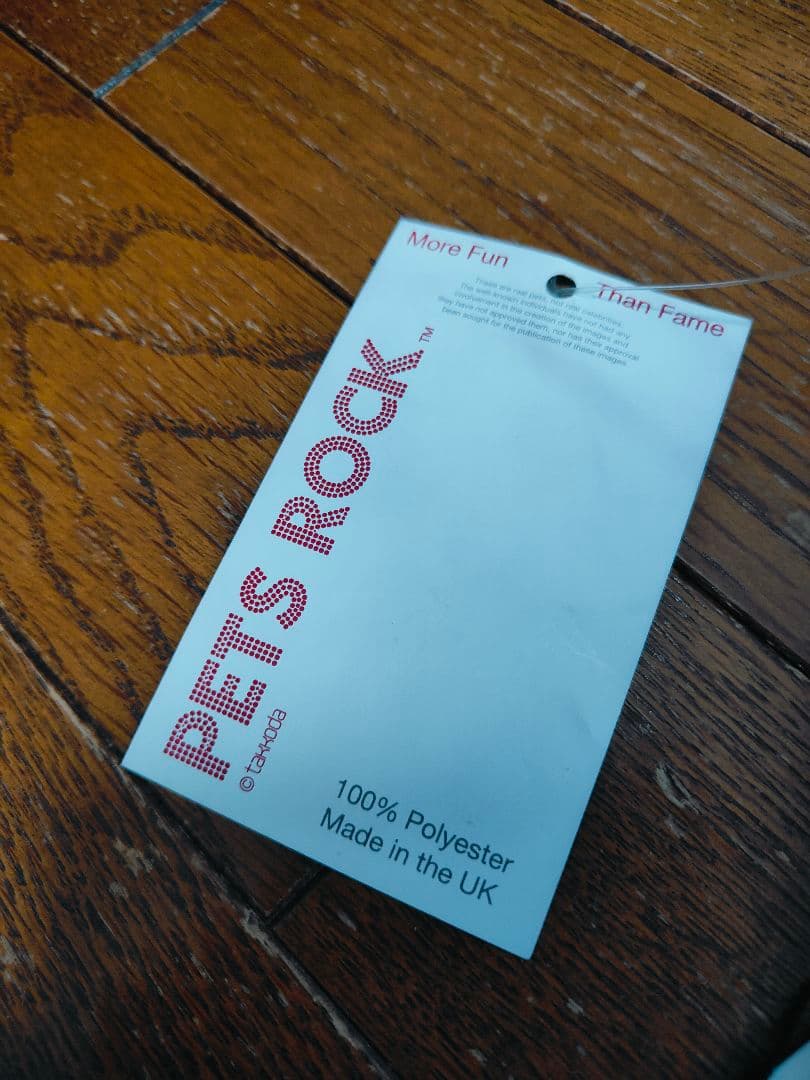 More Fun
Than Fame
These are real pets, not real celebrities.
The well known individuals have not had any
involvement in the creation of the images and
they have not approved them, nor has their approval
been sought for the publication of these images
PETS ROCK.™
© takkoda
100% Polyester
Made in the UK